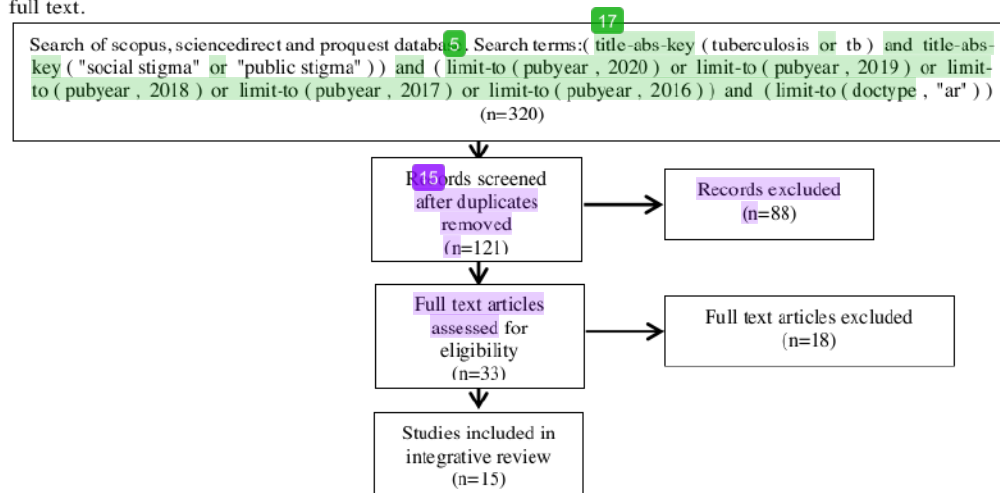 full text.
17
Search of scopus, sciencedirect and proquest databa 5 . Search terms:( title-abs-key ( tuberculosis or tb ) and title-abs-
key ( "social stigma" or "public stigma" ) ) and ( limit-to ( pubyear , 2020 ) or limit-to ( pubyear , 2019 ) or limit-
to ( pubyear , 2018 ) or limit-to ( pubyear , 2017 ) or limit-to ( pubyear , 2016 ) ) and ( limit-to ( doctype , "ar" ) )
(n=320)
15
Records screened
after duplicates
removed
(n=121)
Records excluded
(n=88)
Full text articles
assessed for
eligibility
(n=33)
Full text articles excluded
(n=18)
Studies included in
integrative review
(n=15)